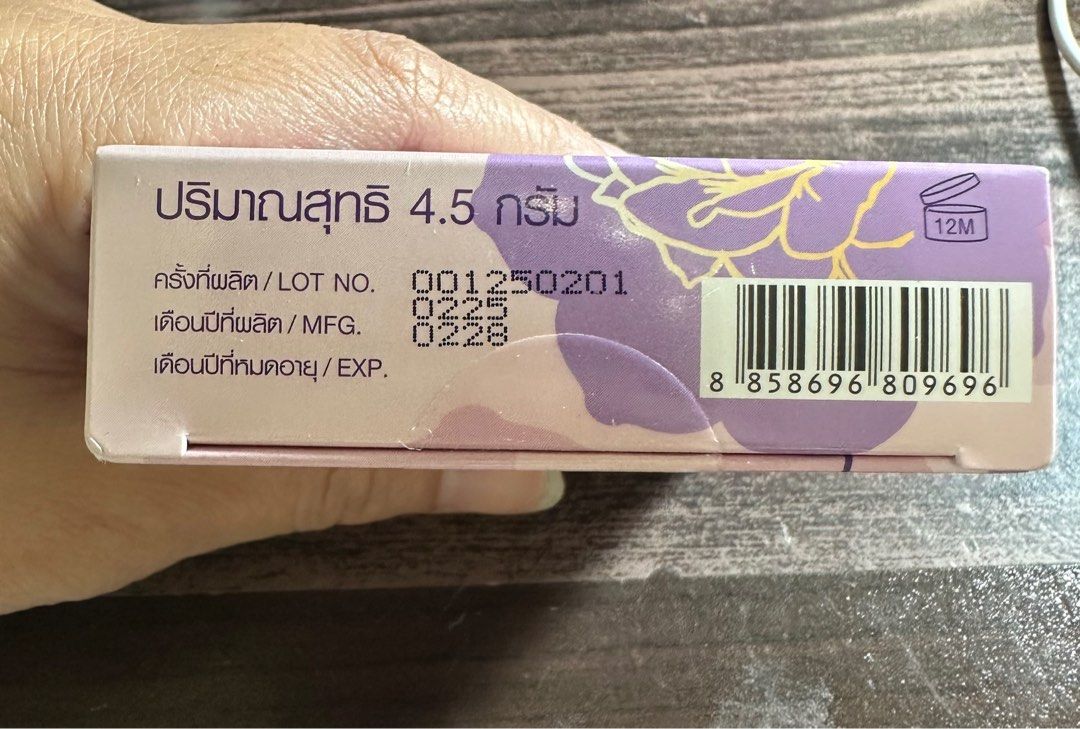 ปริมาณสุทธิ 4.5 กรัม
12M
ครั้งที่ผลิต / LOT NO. 001250201
เดือนปีที่ผลิต / MFG. 0225
เดือนปีที่หมดอายุ / EXP. 0228
8 858696 809696